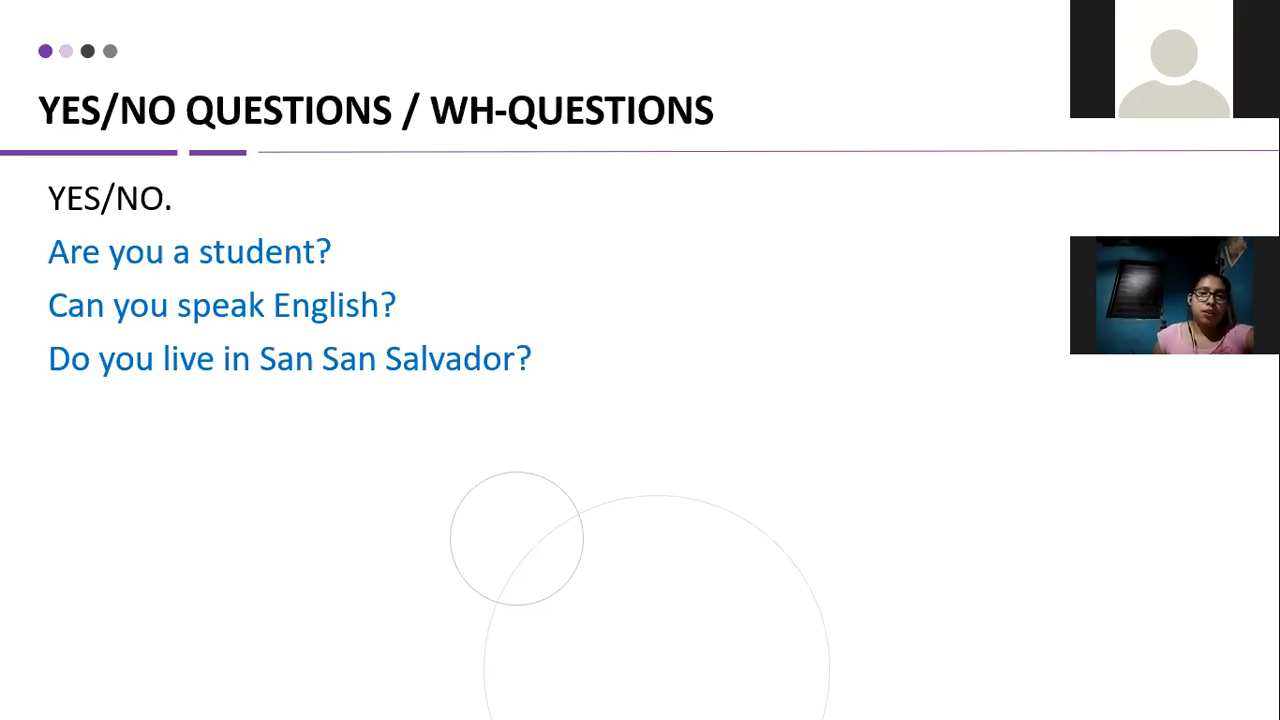 YES/NO QUESTIONS / WH-QUESTIONS
YES/NO.
Are you a student?
Can you speak English?
Do you live in San San Salvador?